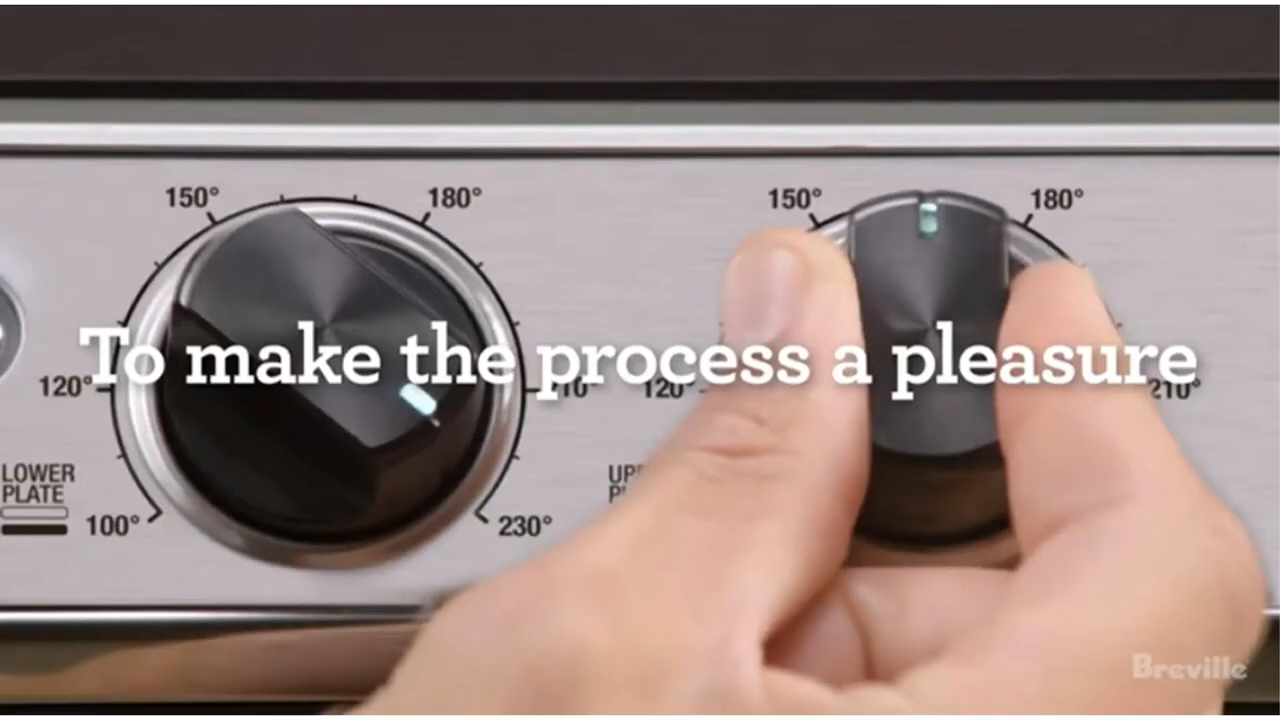 150° 180° 150° 180°
To make the process a pleasure
120° 120° 210°
LOWER
PLATE
100° 230°
Breville